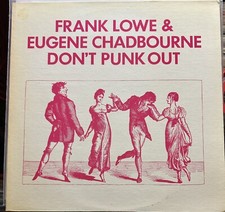 FRANK LOWE &
EUGENE CHADBOURNE
DON'T PUNK OUT